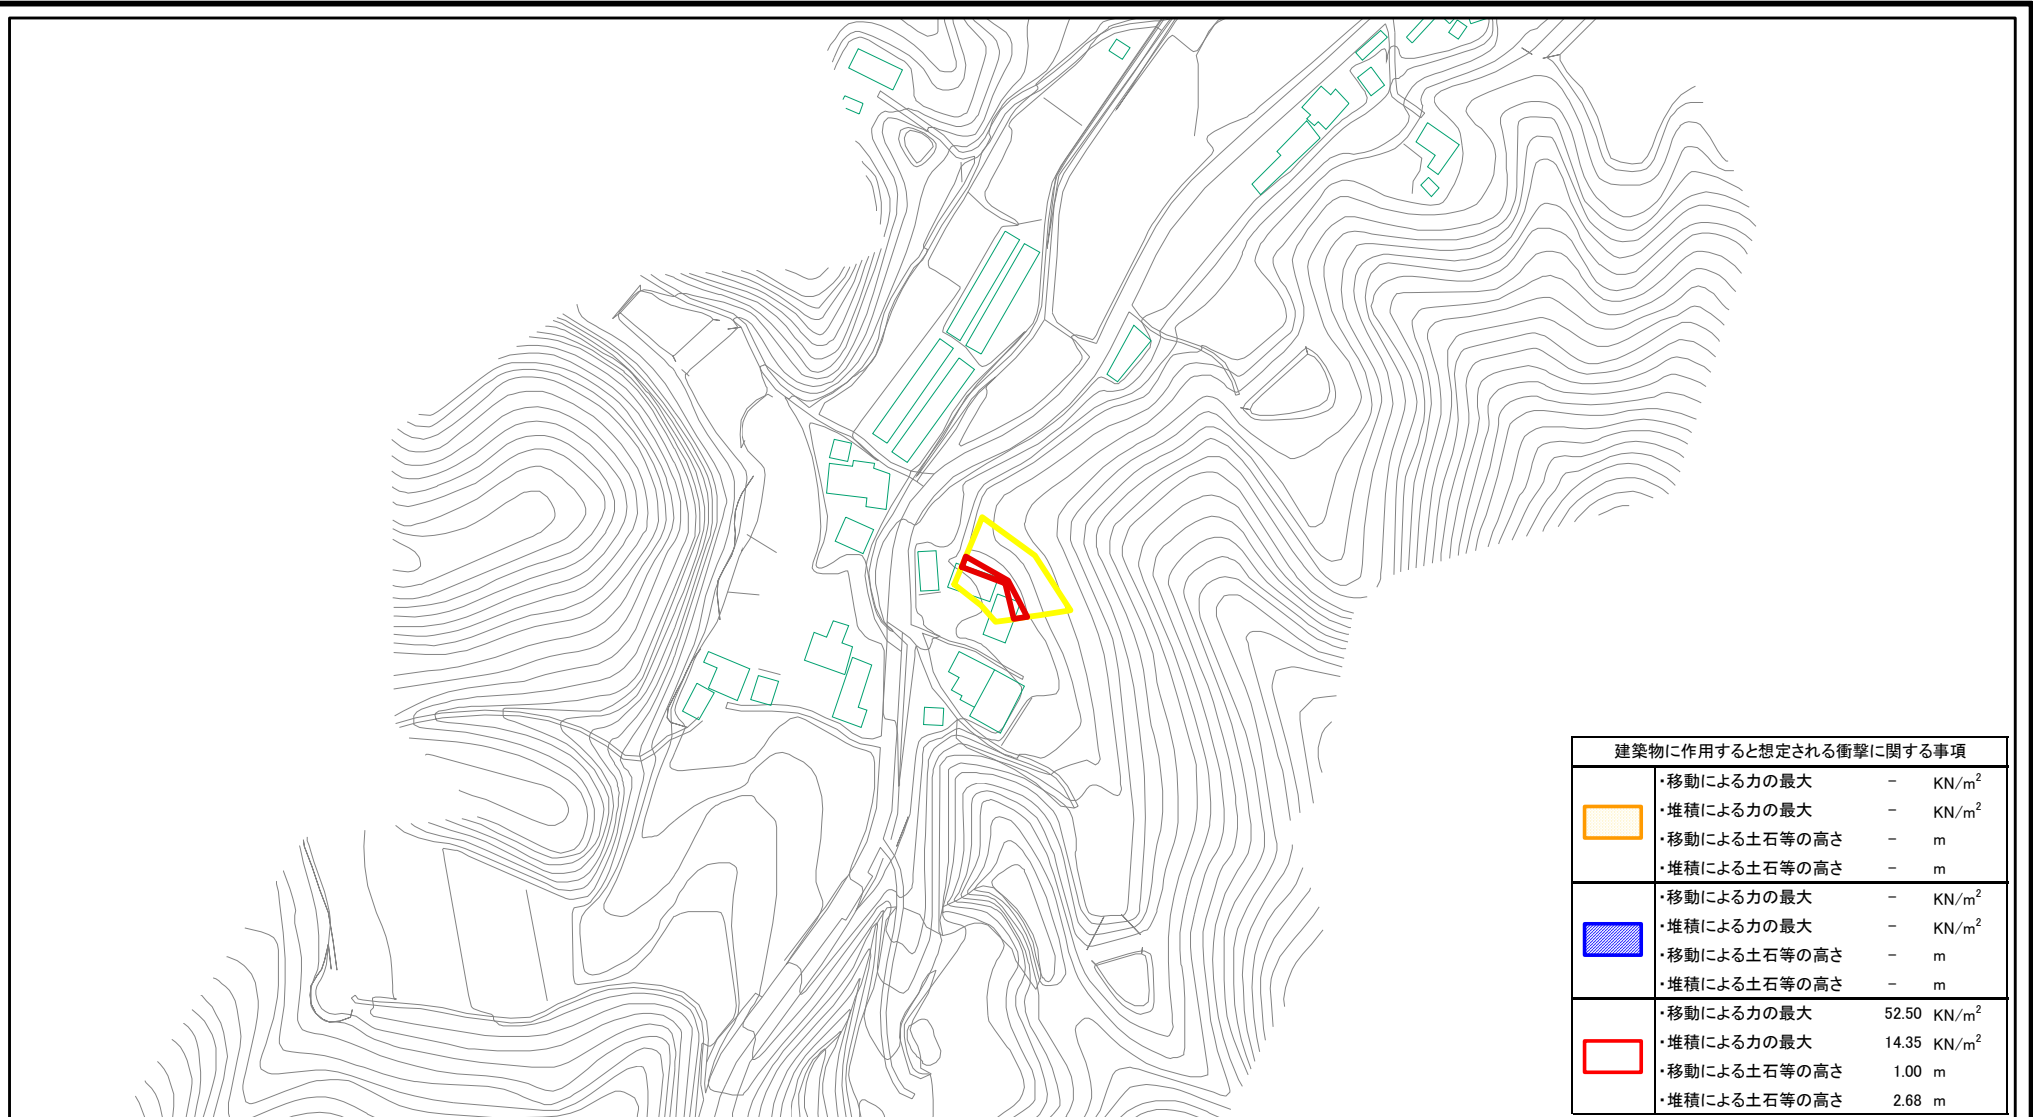 建築物に作用すると想定される衝撃に関する事項
・移動による力の最大 - KN/m²
・堆積による力の最大 - KN/m²
・移動による土石等の高さ - m
・堆積による土石等の高さ - m
・移動による力の最大 - KN/m²
・堆積による力の最大 - KN/m²
・移動による土石等の高さ - m
・堆積による土石等の高さ - m
・移動による力の最大 52.50 KN/m²
・堆積による力の最大 14.35 KN/m²
・移動による土石等の高さ 1.00 m
・堆積による土石等の高さ 2.68 m